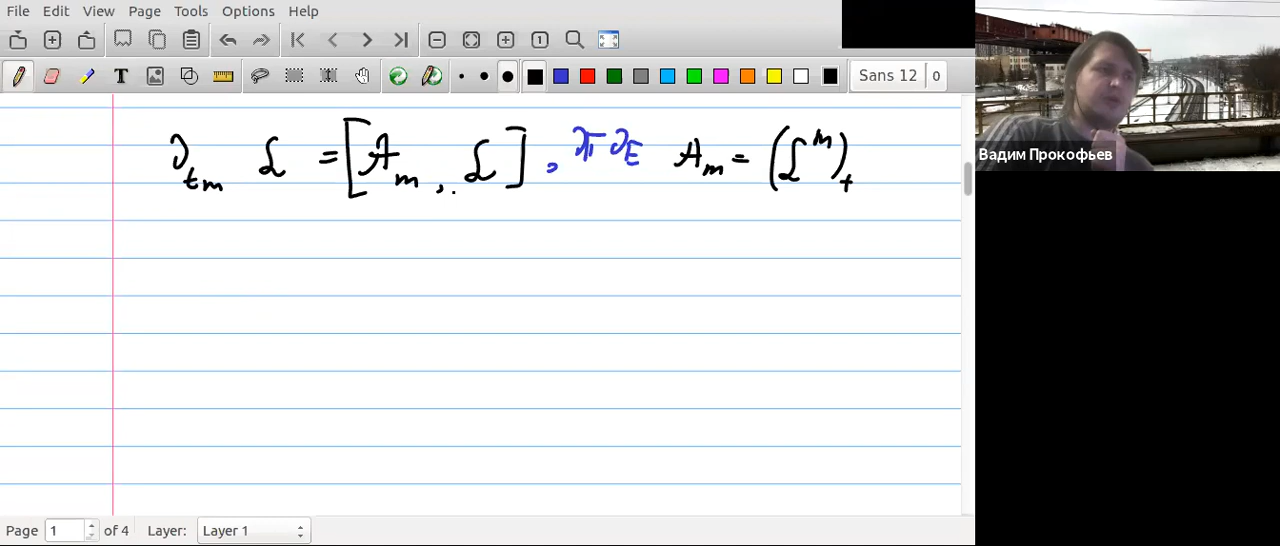 File Edit View Page Tools Options Help
Sans 12 0
∂_{t_m} L = [A_m, L], где A_m = (L^m)_+
Вадим Прокофьев
Page 1 of 4 Layer: Layer 1